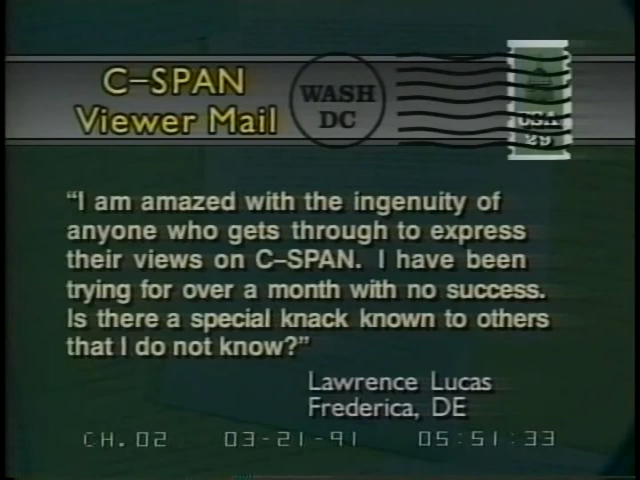 C–SPAN
Viewer Mail
WASH
DC
USA
29
“I am amazed with the ingenuity of
anyone who gets through to express
their views on C–SPAN. I have been
trying for over a month with no success.
Is there a special knack known to others
that I do not know?”
Lawrence Lucas
Frederica, DE
CH.02 03-21-91 05:51:33